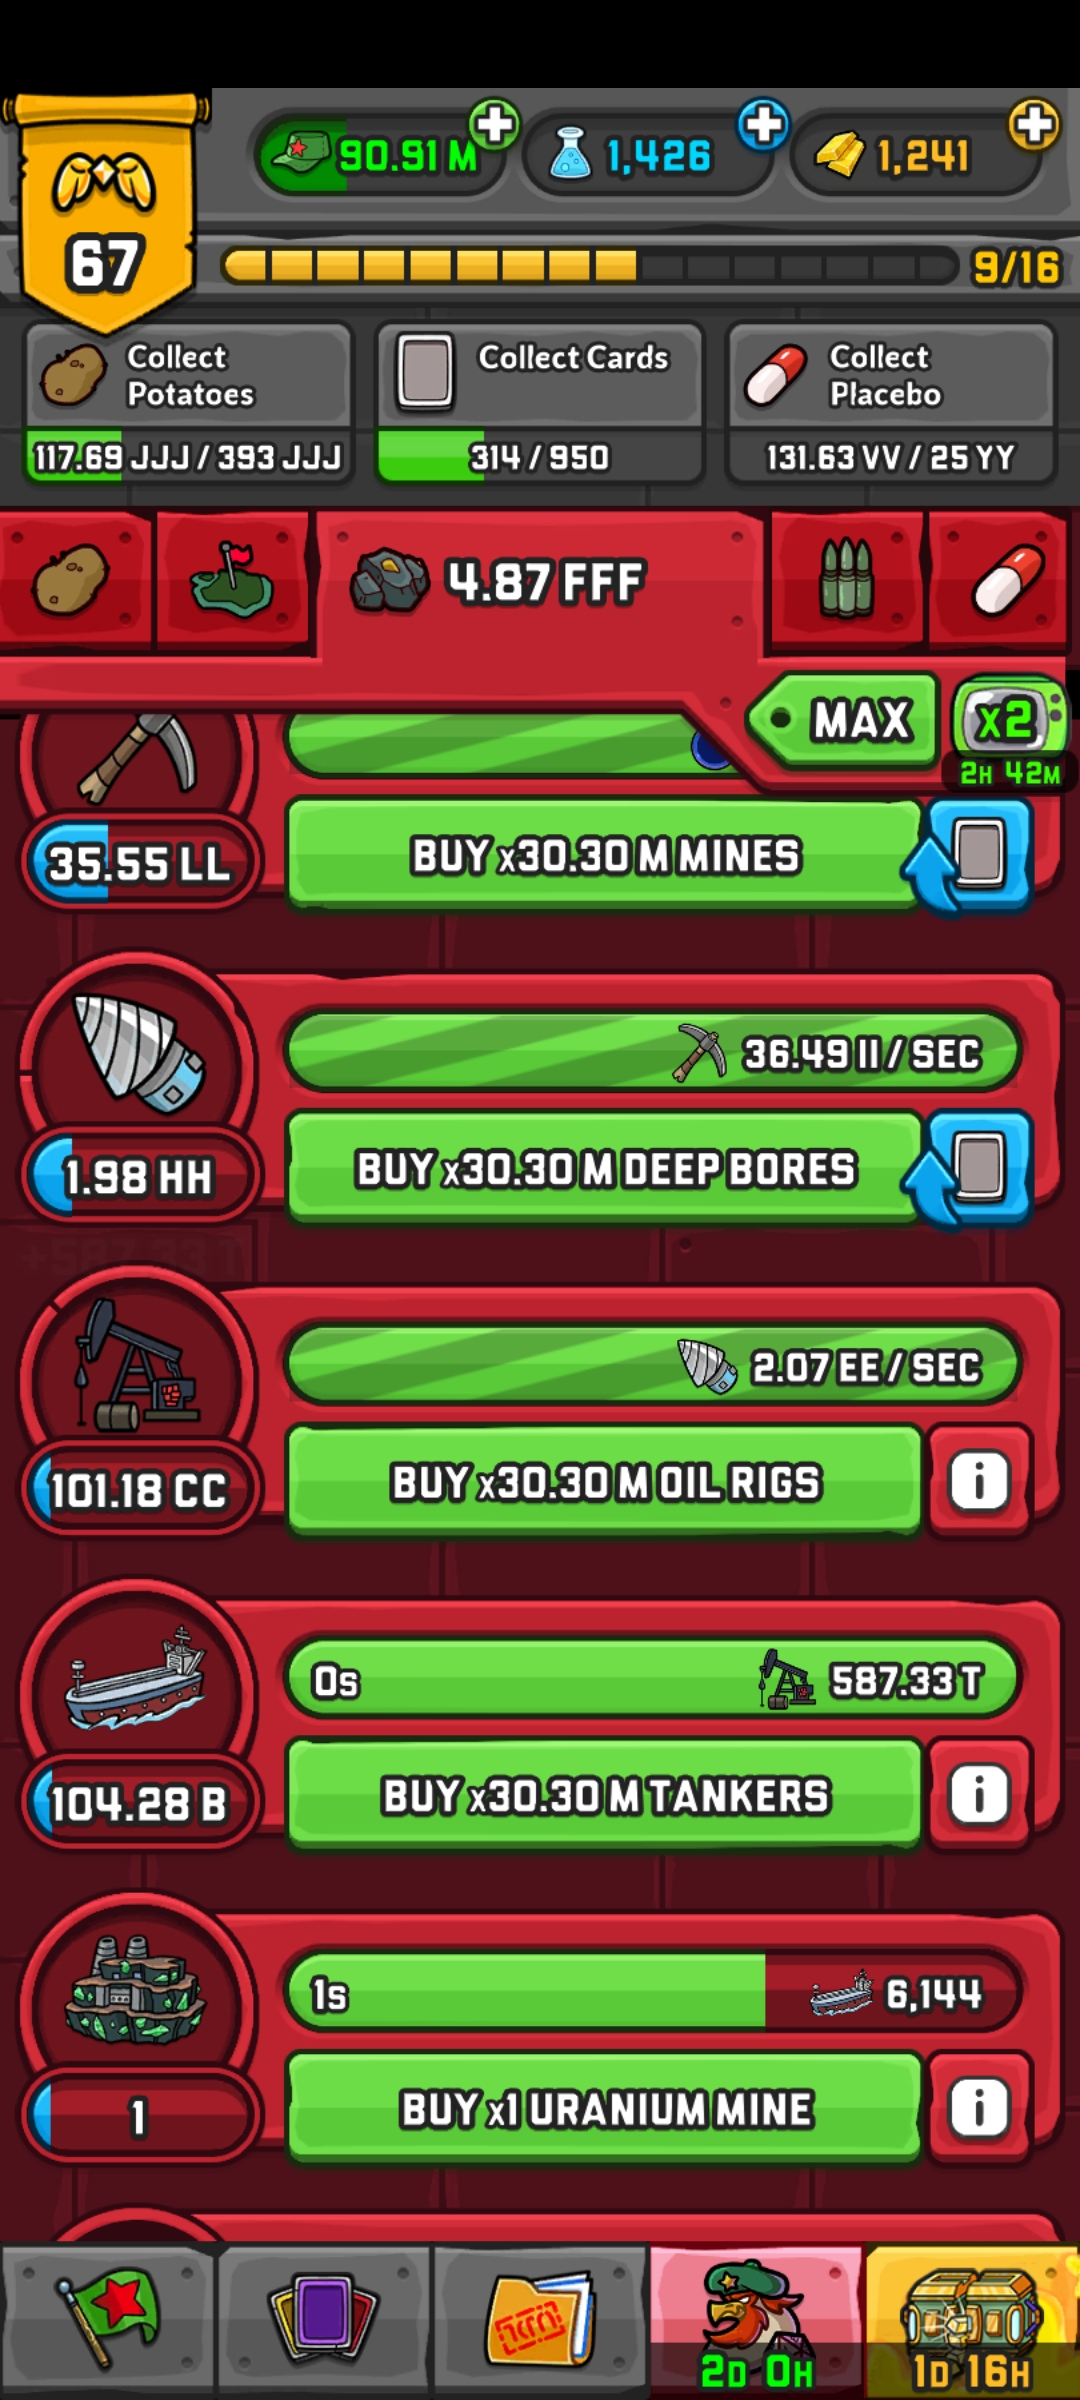 90.91 M
1,426
1,241
67
9/16
Collect
Potatoes
117.69 JJJ / 393 JJJ
Collect Cards
314 / 950
Collect
Placebo
131.63 VV / 25 YY
4.87 FFF
MAX
x2
2H 42M
35.55 LL
BUY x30.30 M MINES
36.49 II / SEC
1.98 HH
BUY x30.30 M DEEP BORES
+587.33 T
2.07 EE / SEC
101.18 CC
BUY x30.30 M OIL RIGS
0s
587.33 T
104.28 B
BUY x30.30 M TANKERS
1s
6,144
1
BUY x1 URANIUM MINE
2D 0H
1D 16H